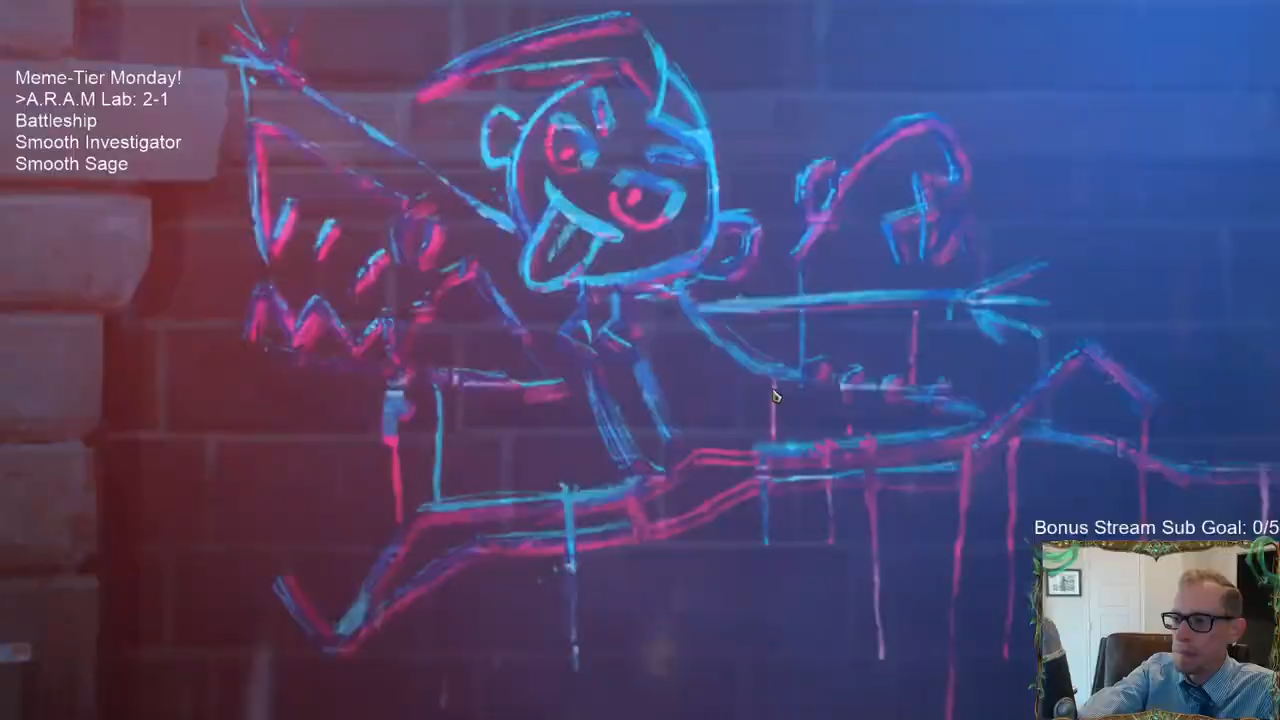 Meme-Tier Monday!
>A.R.A.M Lab: 2-1
Battleship
Smooth Investigator
Smooth Sage
Bonus Stream Sub Goal: 0/5